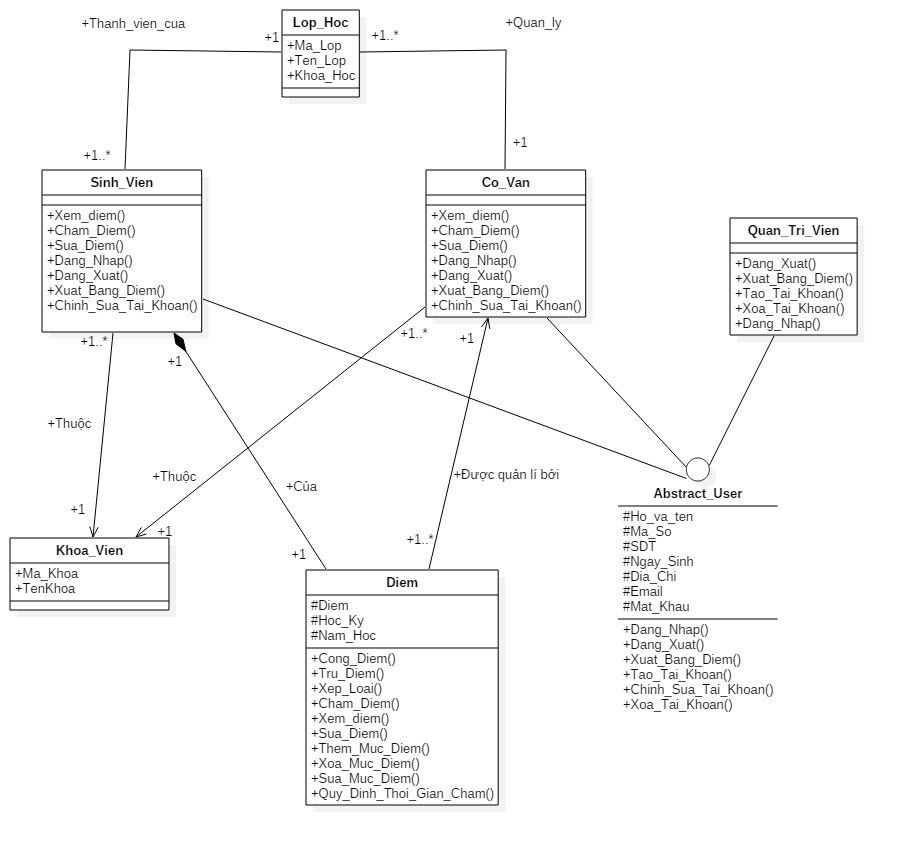 +Thanh_vien_cua
+1
Lop_Hoc
+Ma_Lop
+Ten_Lop
+Khoa_Hoc
+1..*
+Quan_ly
+1..*
+1
Sinh_Vien
+Xem_diem()
+Cham_Diem()
+Sua_Diem()
+Dang_Nhap()
+Dang_Xuat()
+Xuat_Bang_Diem()
+Chinh_Sua_Tai_Khoan()
Co_Van
+Xem_diem()
+Cham_Diem()
+Sua_Diem()
+Dang_Nhap()
+Dang_Xuat()
+Xuat_Bang_Diem()
+Chinh_Sua_Tai_Khoan()
Quan_Tri_Vien
+Dang_Xuat()
+Xuat_Bang_Diem()
+Tao_Tai_Khoan()
+Xoa_Tai_Khoan()
+Dang_Nhap()
+1..*
+1
+1..*
+1
+Thuộc
+Thuộc
+Của
+Được quản lí bởi
+1
+1
+1
+1..*
Khoa_Vien
+Ma_Khoa
+TenKhoa
Diem
#Diem
#Hoc_Ky
#Nam_Hoc
+Cong_Diem()
+Tru_Diem()
+Xep_Loai()
+Cham_Diem()
+Xem_diem()
+Sua_Diem()
+Them_Muc_Diem()
+Xoa_Muc_Diem()
+Sua_Muc_Diem()
+Quy_Dinh_Thoi_Gian_Cham()
Abstract_User
#Ho_va_ten
#Ma_So
#SDT
#Ngay_Sinh
#Dia_Chi
#Email
#Mat_Khau
+Dang_Nhap()
+Dang_Xuat()
+Xuat_Bang_Diem()
+Tao_Tai_Khoan()
+Chinh_Sua_Tai_Khoan()
+Xoa_Tai_Khoan()